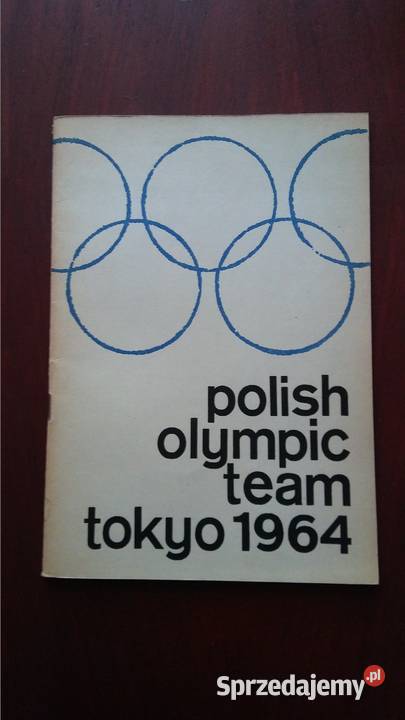 polish
olympic
team
tokyo 1964
Sprzedajemy.pl